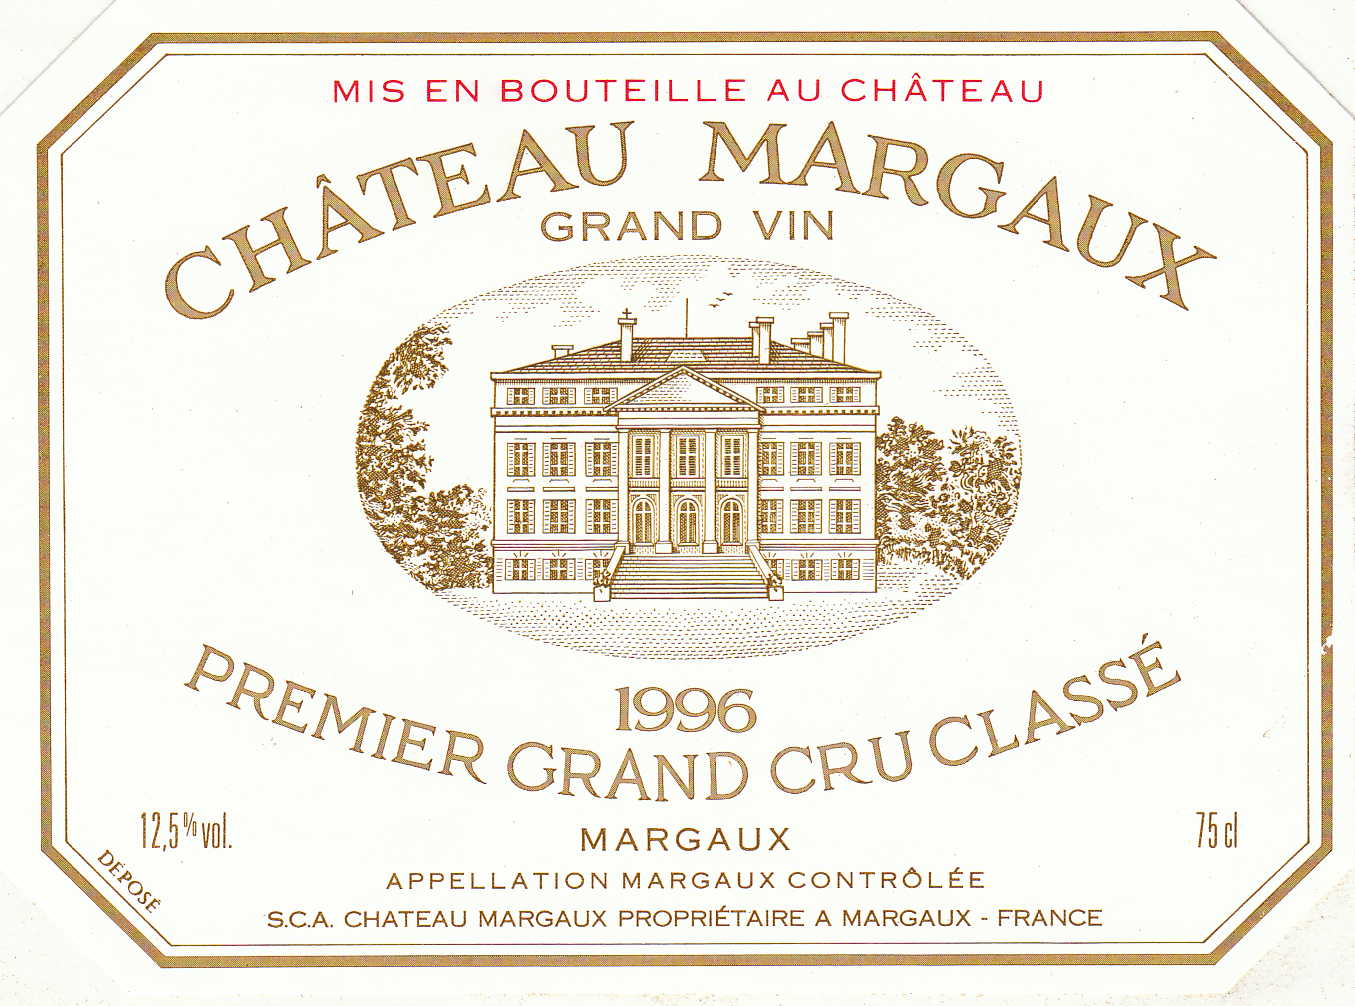 MIS EN BOUTEILLE AU CHÂTEAU
CHÂTEAU MARGAUX
GRAND VIN
1996
PREMIER GRAND CRU CLASSÉ
12,5% vol.
75 cl
MARGAUX
DÉPOSÉ
APPELLATION MARGAUX CONTRÔLÉE
S.C.A. CHATEAU MARGAUX PROPRIÉTAIRE A MARGAUX - FRANCE